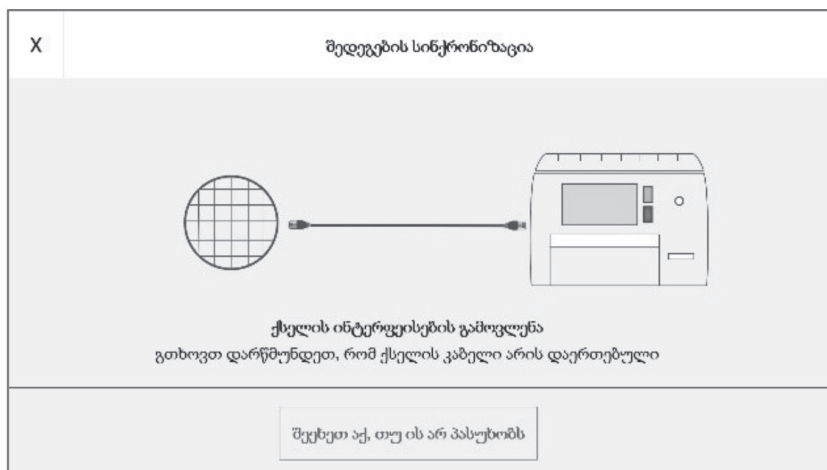 X
შედეგების სინქრონიზაცია
ქსელის ინტერფეისების გამოვლენა
გთხოვთ დარწმუნდეთ, რომ ქსელის კაბელი არის დაერთებული
შეეხეთ აქ, თუ ის არ პასუხობს